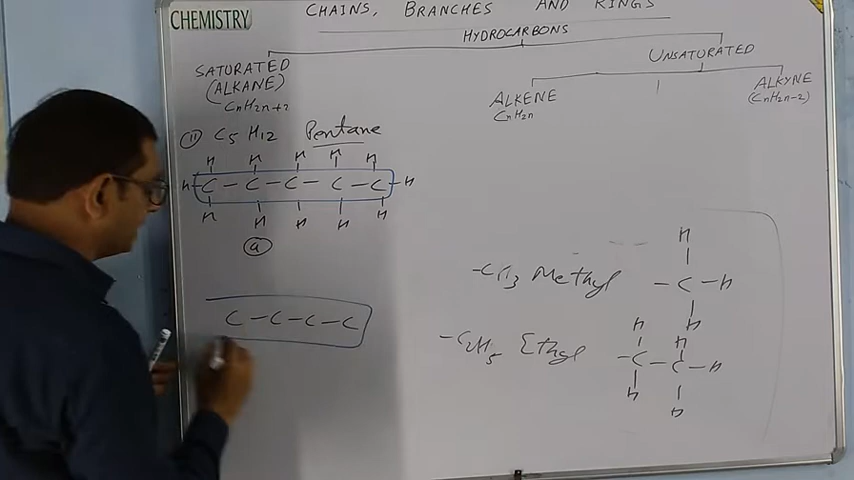 CHEMISTRY
CHAINS, BRANCHES AND RINGS
HYDROCARBONS
SATURATED
(ALKANE)
CnH2n+2
UNSATURATED
ALKENE
CnH2n
ALKYNE
(CnH2n-2)
(ii) C5 H12 Pentane
H H H H H
H-C-C-C-C-C-H
H H H H H
(a)
C-C-C-C
-CH3 Methyl
H
-C-H
H
-C2H5 Ethyl
H H
-C-C-H
H H